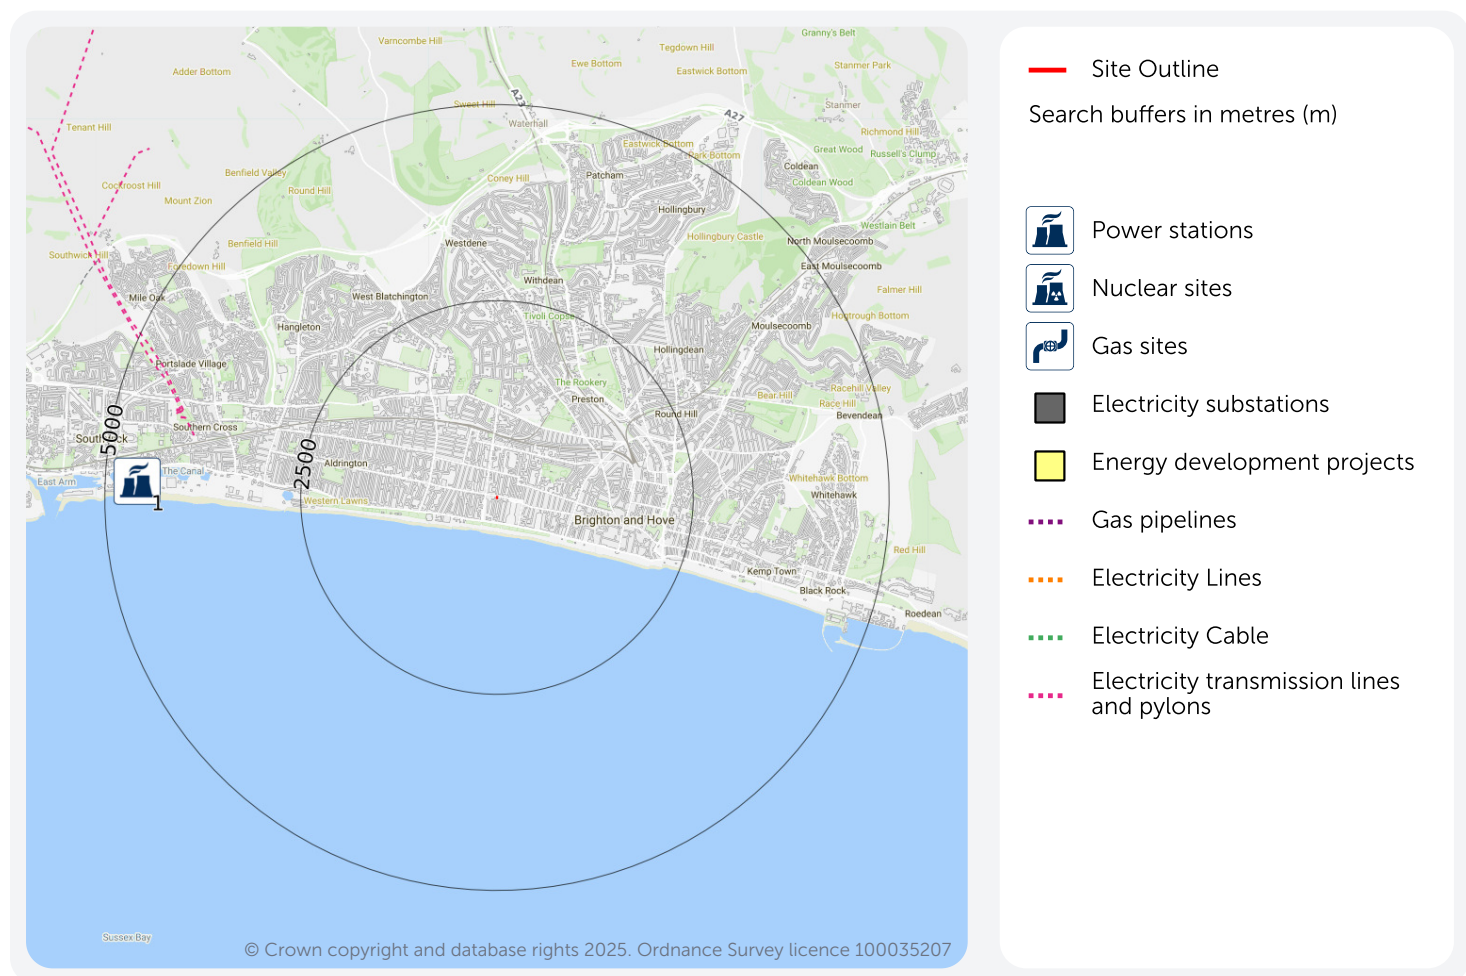 Granny's Belt
Varncombe Hill
Tegdown Hill
Ewe Bottom
Stanmer Park
Adder Bottom
Eastwick Bottom
A23
Sweet Hill
Stanmer
Waterhall
A27
Tenant Hill
Richmond Hill
Eastwick Bottom
Great Wood
Russell's Clump
Park Bottom
Coldean
Benfield Valley
Patcham
Coney Hill
Coldean Wood
Cockroost Hill
Round Hill
Mount Zion
Hollingbury
Westlain Belt
Benfield Hill
Westdene
Hollingbury Castle
North Moulsecoomb
Southwick Hill
Foredown Hill
East Moulsecoomb
Withdean
Falmer Hill
Mile Oak
West Blatchington
Tivoli Copse
Hogtrough Bottom
Hangleton
Moulsecoomb
Hollingdean
Portslade Village
The Rookery
Racehill Valley
Bear Hill
Preston
Race Hill
5000
Round Hill
Bevendean
Southern Cross
Southwick
2500
Aldrington
The Canal
East Arm
Whitehawk Bottom
Western Lawns
Whitehawk
1
Brighton and Hove
Red Hill
Kemp Town
Black Rock
Roedean
Sussex Bay
© Crown copyright and database rights 2025. Ordnance Survey licence 100035207
Site Outline
Search buffers in metres (m)
Power stations
Nuclear sites
Gas sites
Electricity substations
Energy development projects
Gas pipelines
Electricity Lines
Electricity Cable
Electricity transmission lines
and pylons